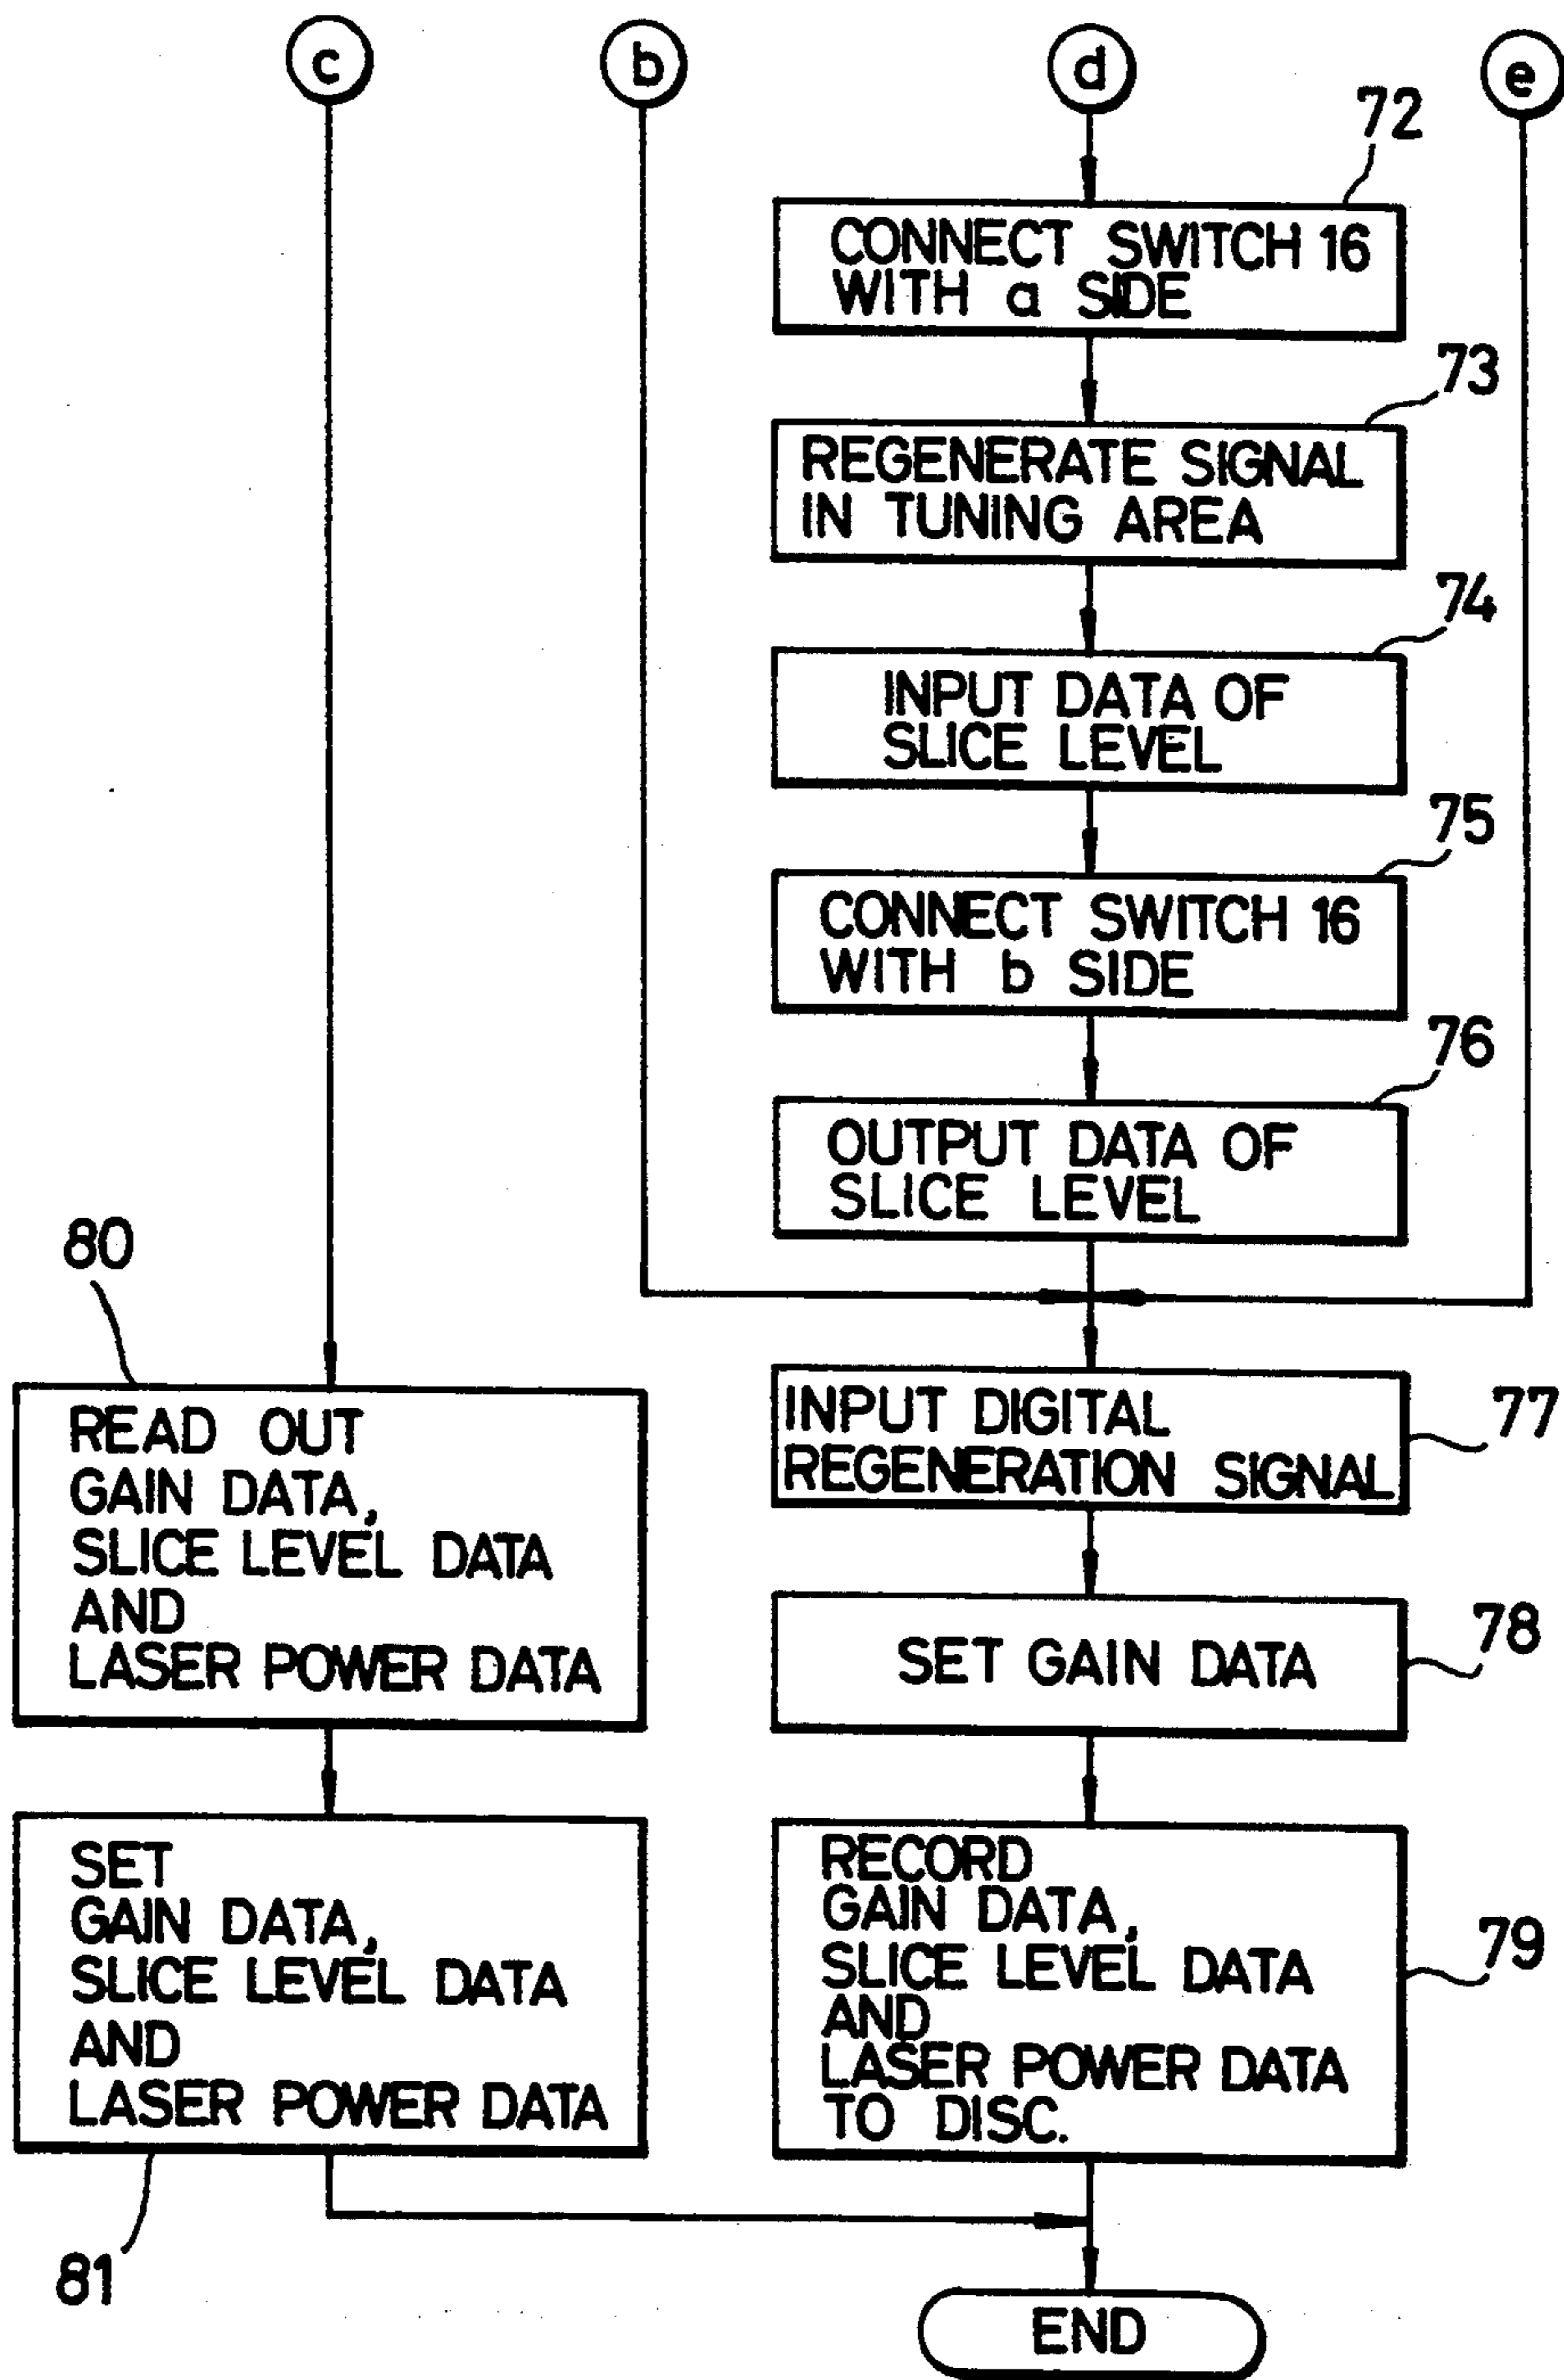 c
b
d
e
72
CONNECT SWITCH 16
WITH a SIDE
73
REGENERATE SIGNAL
IN TUNING AREA
74
INPUT DATA OF
SLICE LEVEL
75
CONNECT SWITCH 16
WITH b SIDE
76
OUTPUT DATA OF
SLICE LEVEL
77
INPUT DIGITAL
REGENERATION SIGNAL
78
SET GAIN DATA
79
RECORD
GAIN DATA,
SLICE LEVEL DATA
AND
LASER POWER DATA
TO DISC.
80
READ OUT
GAIN DATA,
SLICE LEVEL DATA
AND
LASER POWER DATA
SET
GAIN DATA,
SLICE LEVEL DATA
AND
LASER POWER DATA
81
END